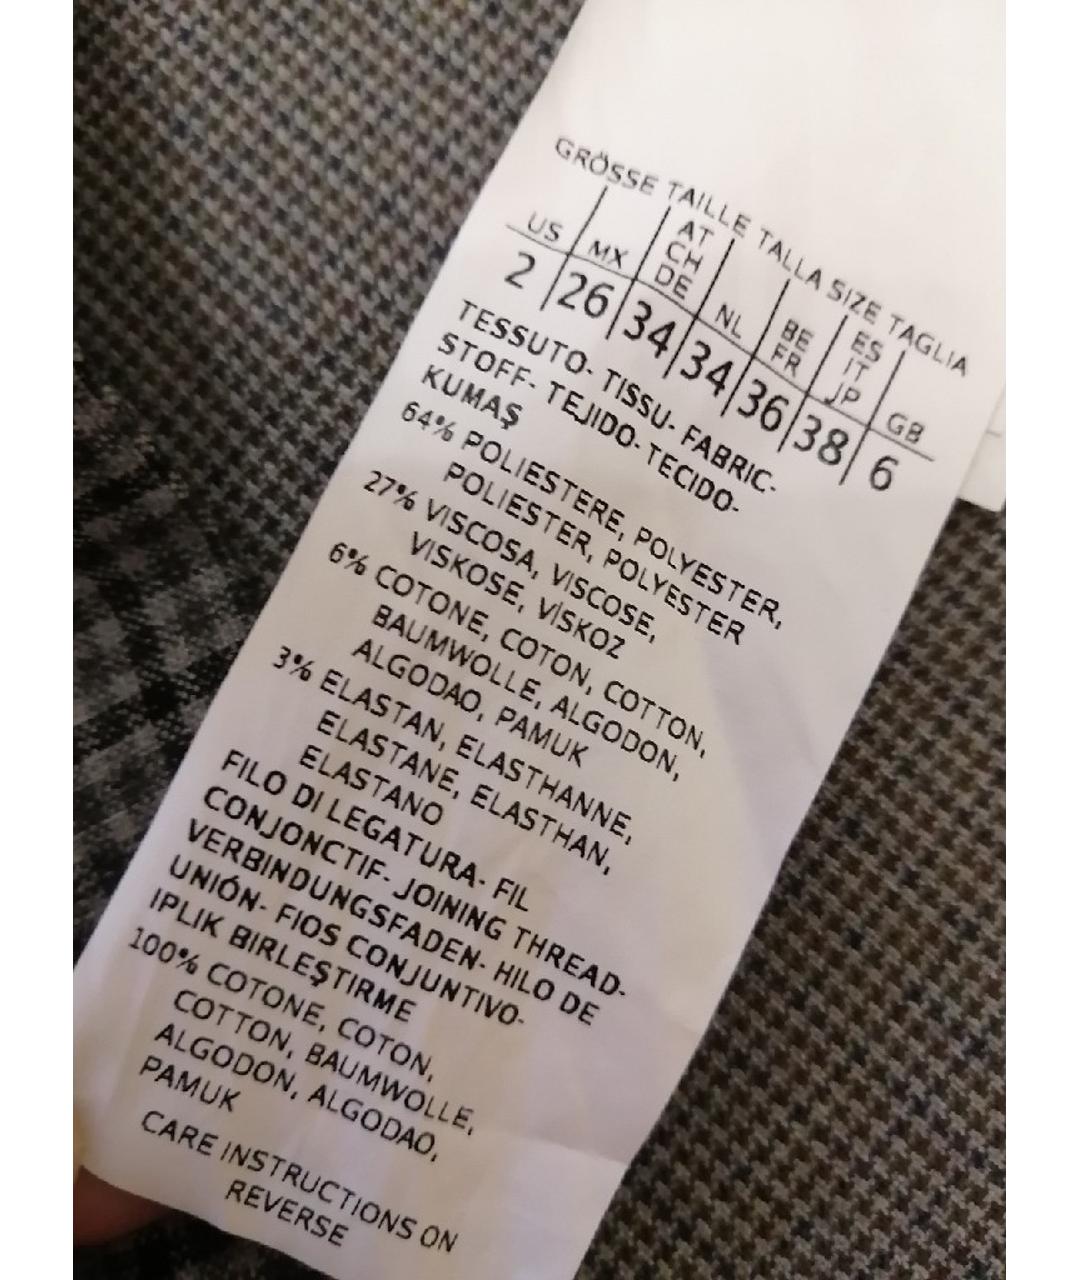 GRÖSSE TAILLE TALLA SIZE TAGLIA
US MX AT CH DE NL BE FR ES IT JP GB
2 26 34 34 36 38 6
TESSUTO- TISSU- FABRIC-
STOFF- TEJIDO- TECIDO-
KUMAŞ
64% POLIESTERE, POLYESTER,
POLIESTER, POLYESTER
27% VISCOSA, VISCOSE,
VISKOSE, VİSKOZ
6% COTONE, COTON, COTTON,
BAUMWOLLE, ALGODON,
ALGODAO, PAMUK
3% ELASTAN, ELASTHANNE,
ELASTANE, ELASTHAN,
ELASTANO
FILO DI LEGATURA- FIL
CONJONCTIF- JOINING THREAD-
VERBINDUNGSFADEN- HILO DE
UNIÓN- FIOS CONJUNTIVO-
IPLIK BIRLEŞTIRME
100% COTONE, COTON,
COTTON, BAUMWOLLE,
ALGODON, ALGODAO,
PAMUK
CARE INSTRUCTIONS ON
REVERSE